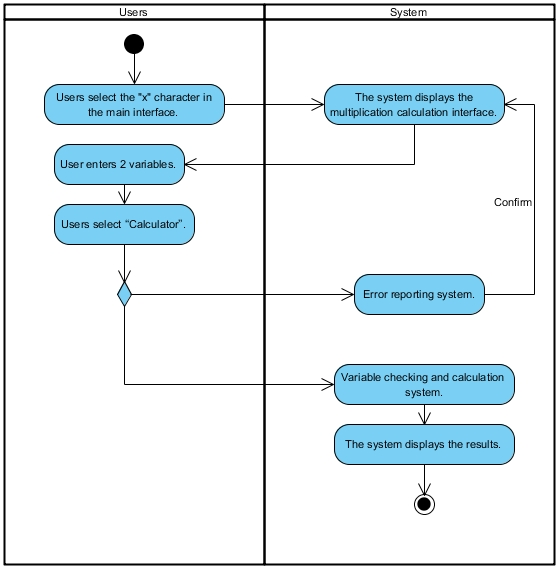 Users
System
Users select the "x" character in
the main interface.
The system displays the
multiplication calculation interface.
User enters 2 variables.
Users select “Calculator”.
Confirm
Error reporting system.
Variable checking and calculation
system.
The system displays the results.